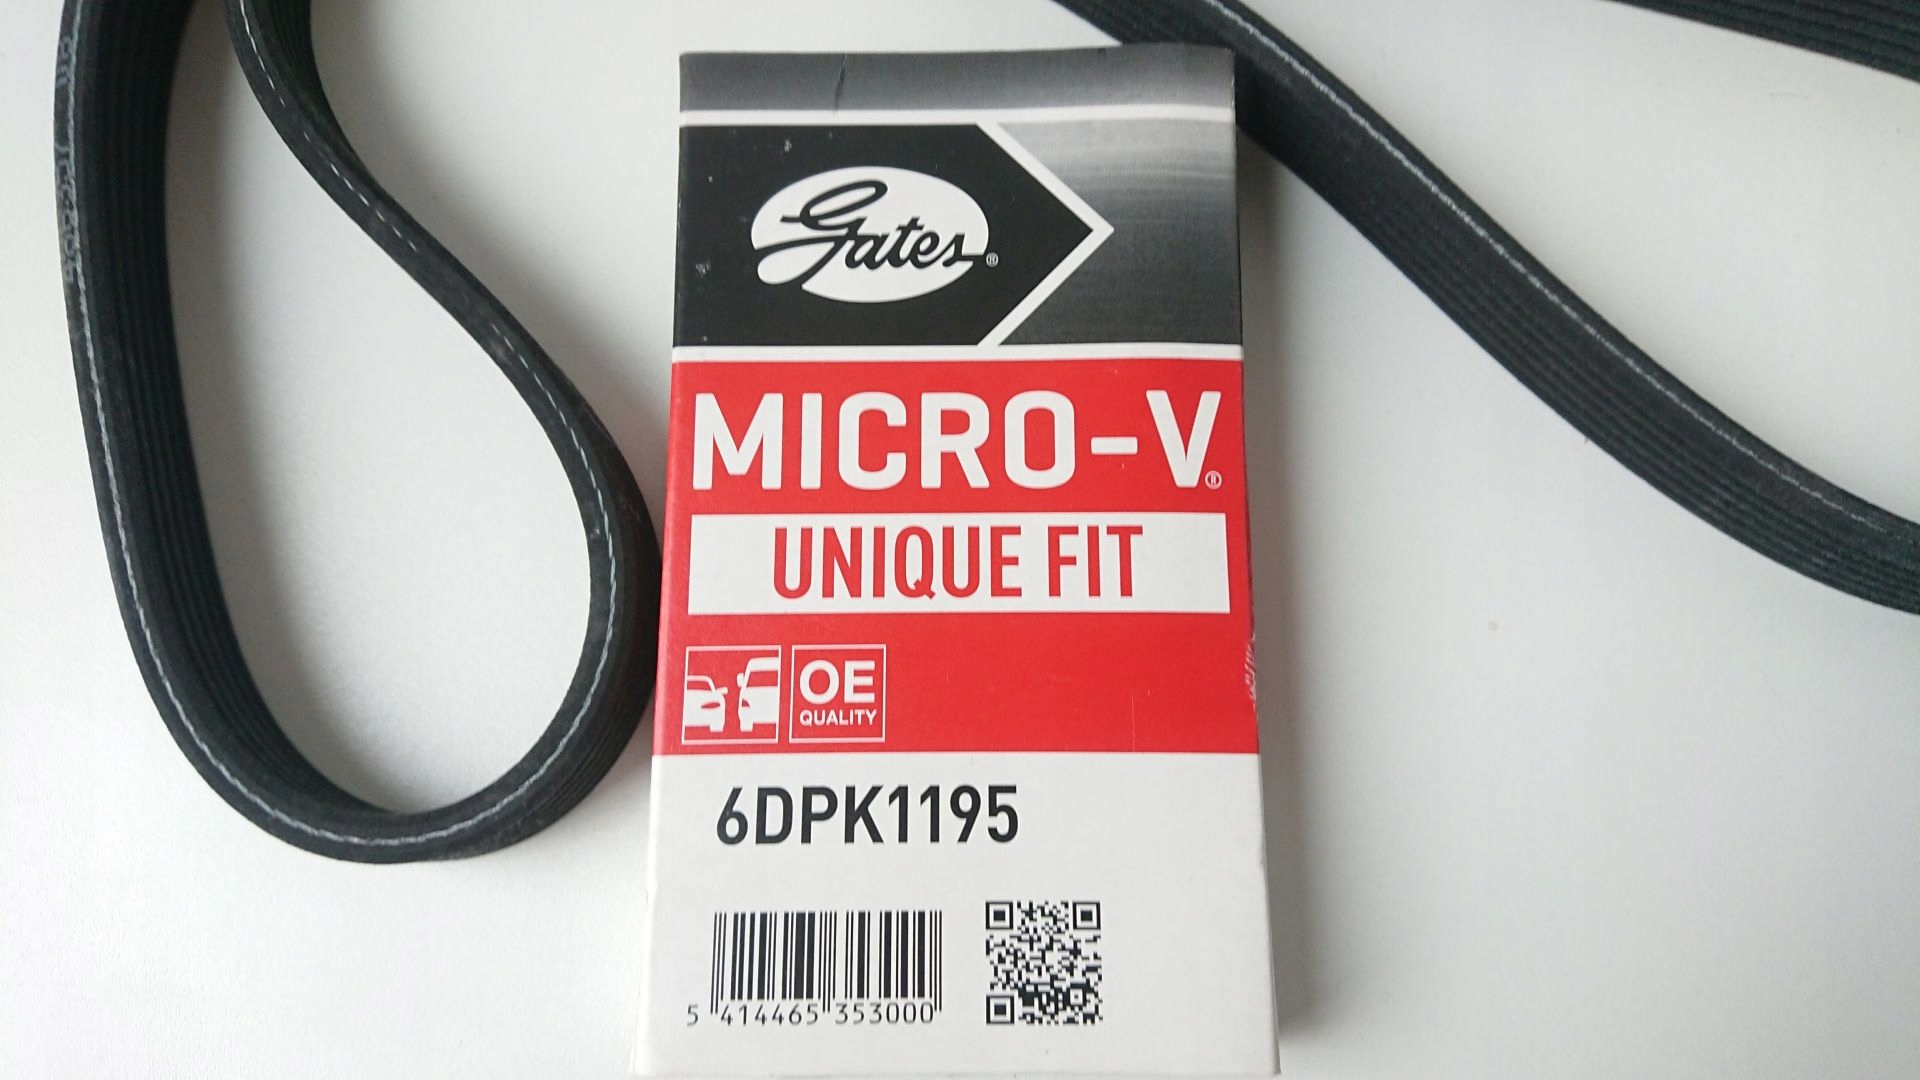 Gates®
MICRO-V®
UNIQUE FIT
OE
QUALITY
6DPK1195
5 414465 353000